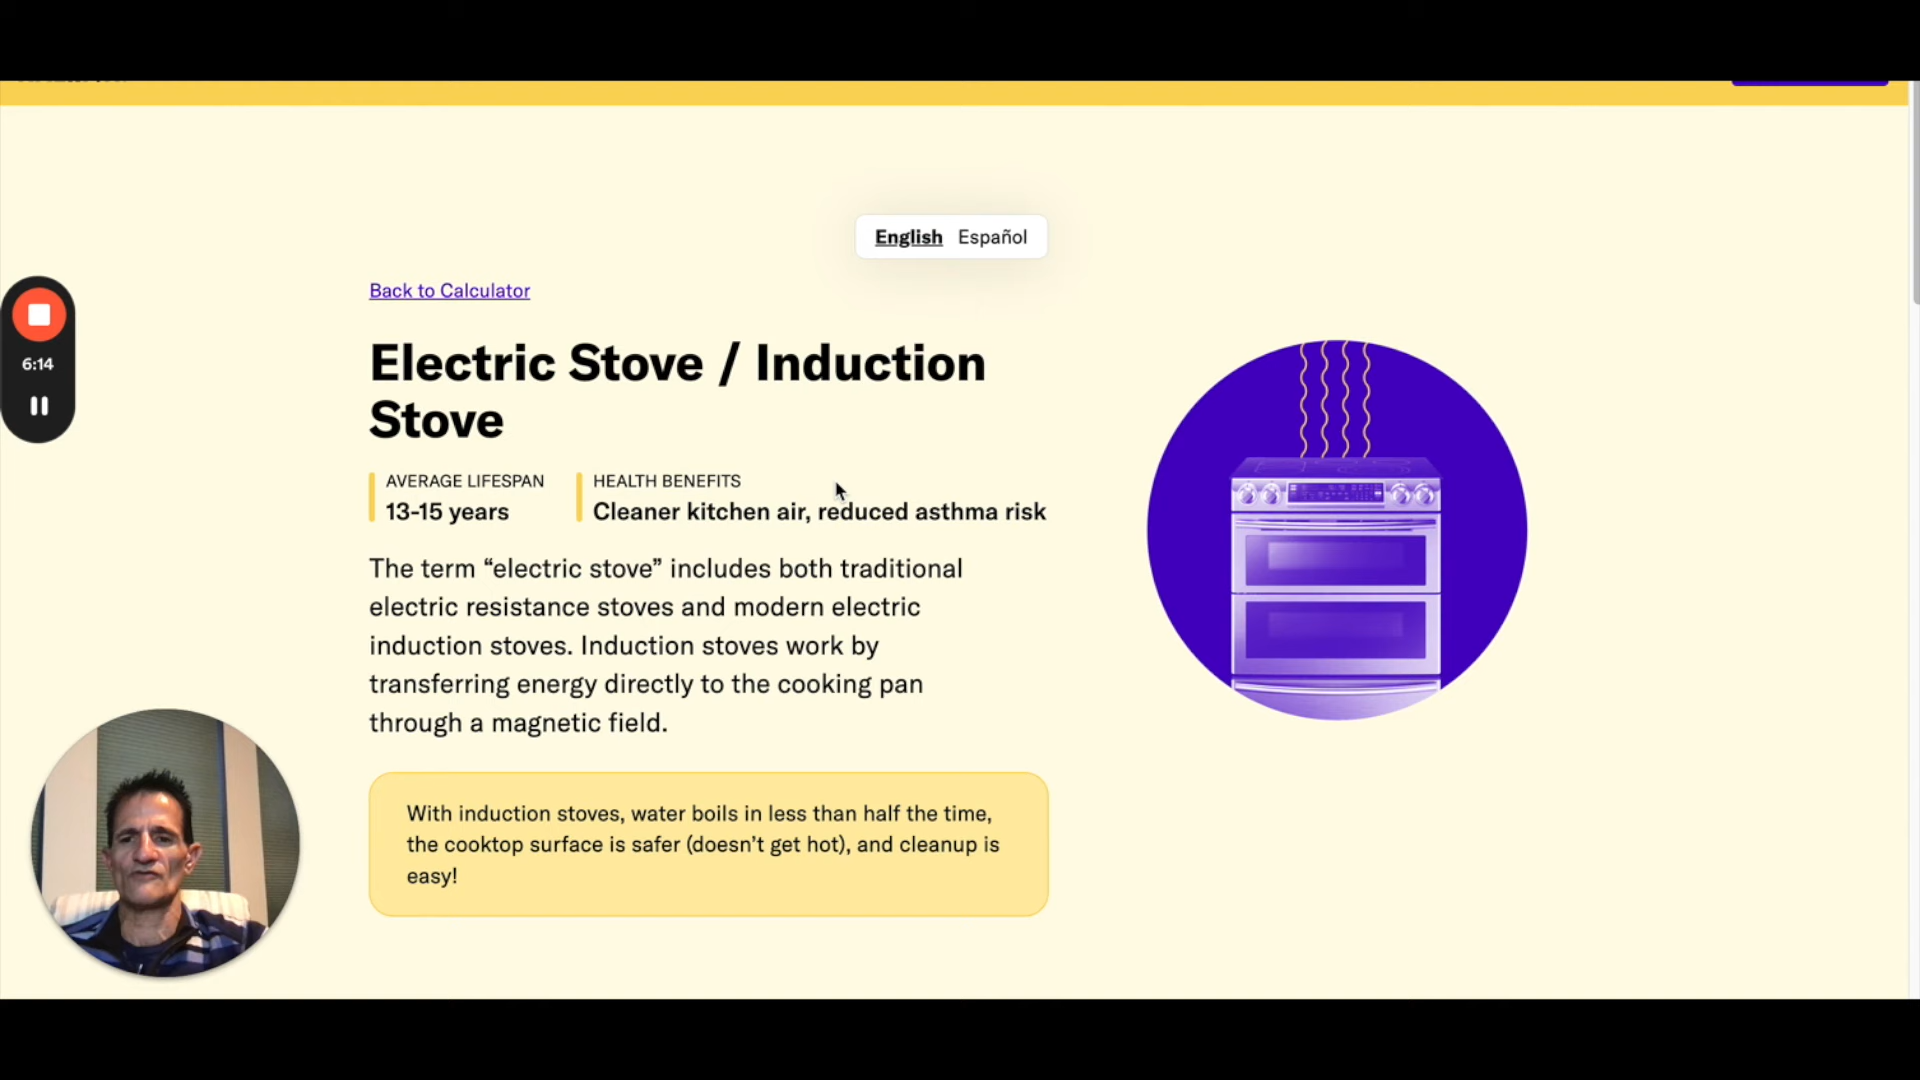 English Español
Back to Calculator
Electric Stove / Induction
Stove
AVERAGE LIFESPAN
13-15 years
HEALTH BENEFITS
Cleaner kitchen air, reduced asthma risk
The term “electric stove” includes both traditional
electric resistance stoves and modern electric
induction stoves. Induction stoves work by
transferring energy directly to the cooking pan
through a magnetic field.
With induction stoves, water boils in less than half the time,
the cooktop surface is safer (doesn’t get hot), and cleanup is
easy!
6:14